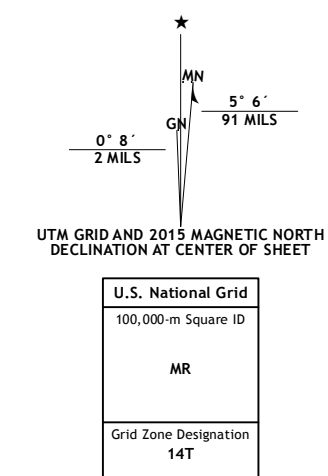 ★
MN
GN
5° 6´
91 MILS
0° 8´
2 MILS
UTM GRID AND 2015 MAGNETIC NORTH
DECLINATION AT CENTER OF SHEET
U.S. National Grid
100,000-m Square ID
MR
Grid Zone Designation
14T